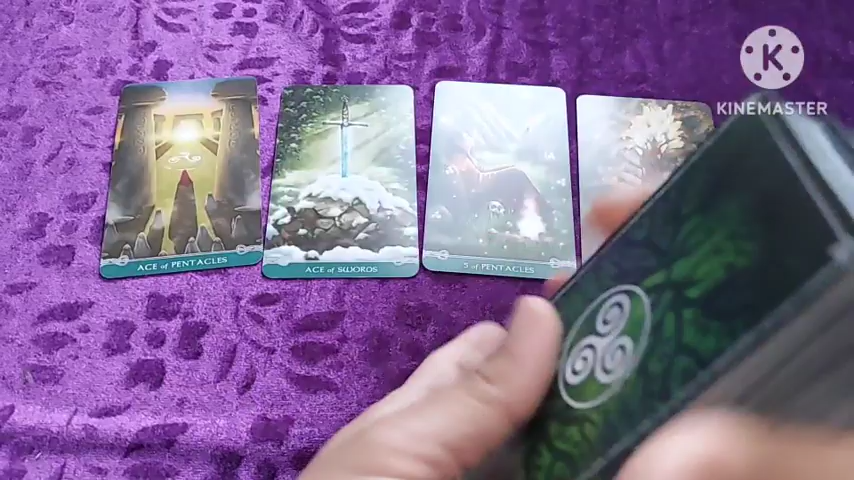 KINEMASTER
ACE of PENTACLES
ACE of SWORDS
5 of PENTACLES